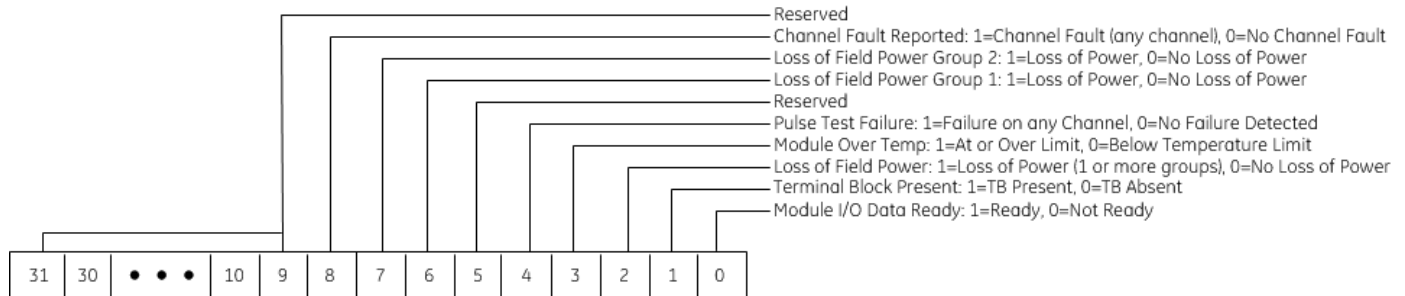 Reserved
Channel Fault Reported: 1=Channel Fault (any channel), 0=No Channel Fault
Loss of Field Power Group 2: 1=Loss of Power, 0=No Loss of Power
Loss of Field Power Group 1: 1=Loss of Power, 0=No Loss of Power
Reserved
Pulse Test Failure: 1=Failure on any Channel, 0=No Failure Detected
Module Over Temp: 1=At or Over Limit, 0=Below Temperature Limit
Loss of Field Power: 1=Loss of Power (1 or more groups), 0=No Loss of Power
Terminal Block Present: 1=TB Present, 0=TB Absent
Module I/O Data Ready: 1=Ready, 0=Not Ready
31 30 • • • 10 9 8 7 6 5 4 3 2 1 0